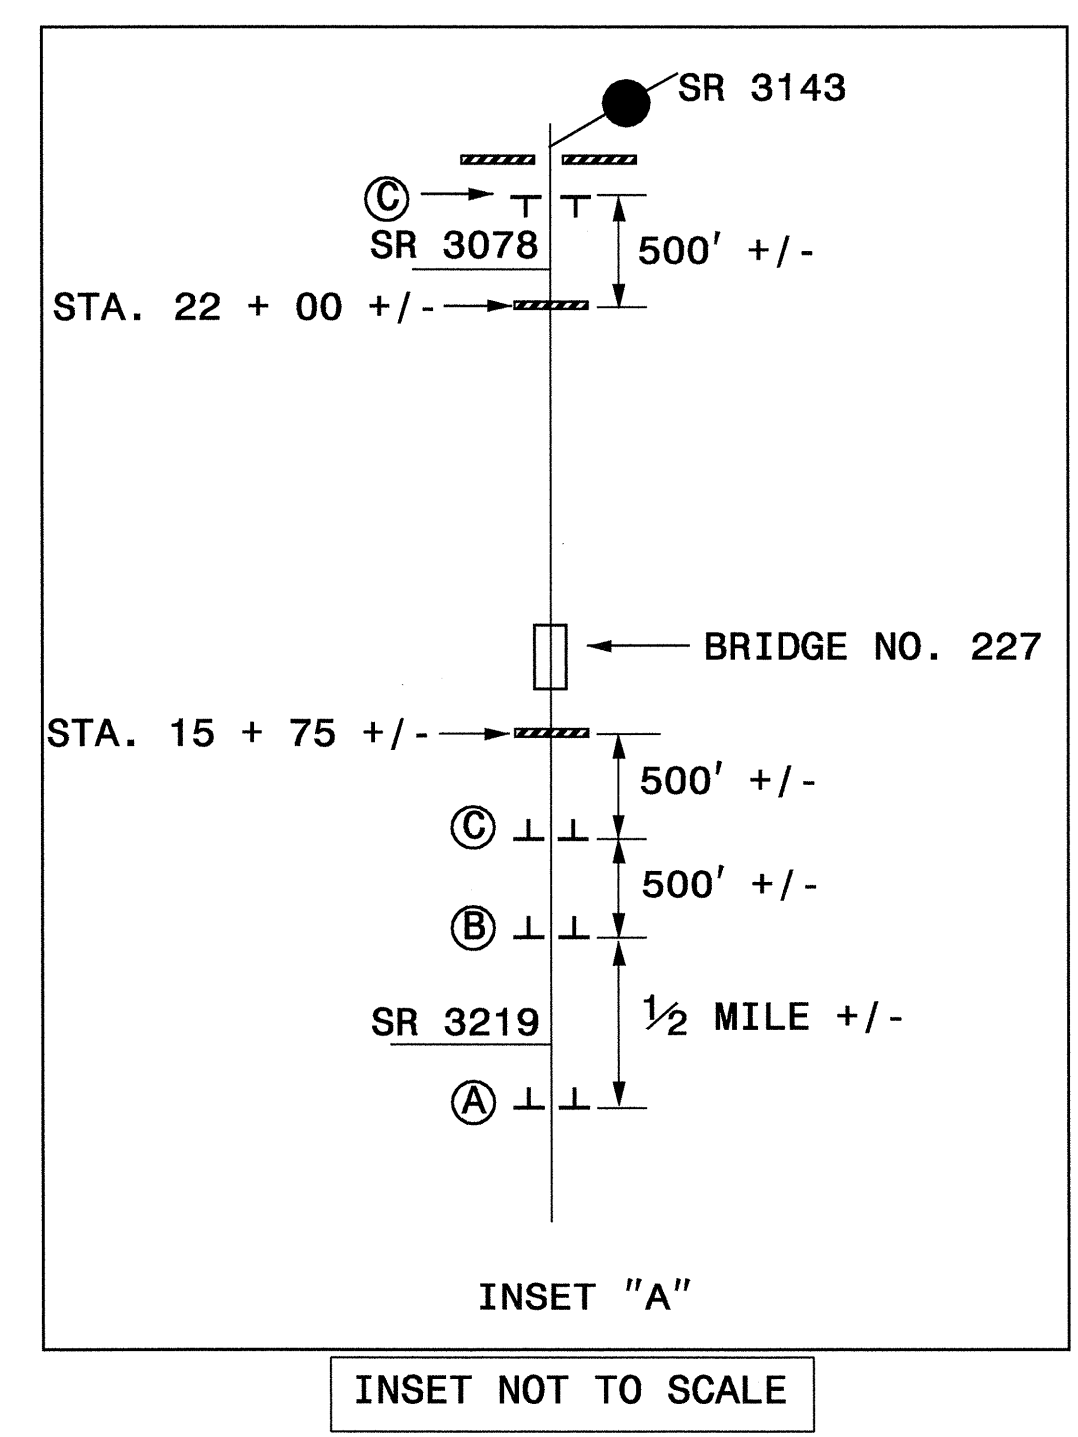 SR 3143
C
SR 3078
500' +/-
STA. 22 + 00 +/-
BRIDGE NO. 227
STA. 15 + 75 +/-
500' +/-
C
500' +/-
B
SR 3219
1/2 MILE +/-
A
INSET "A"
INSET NOT TO SCALE